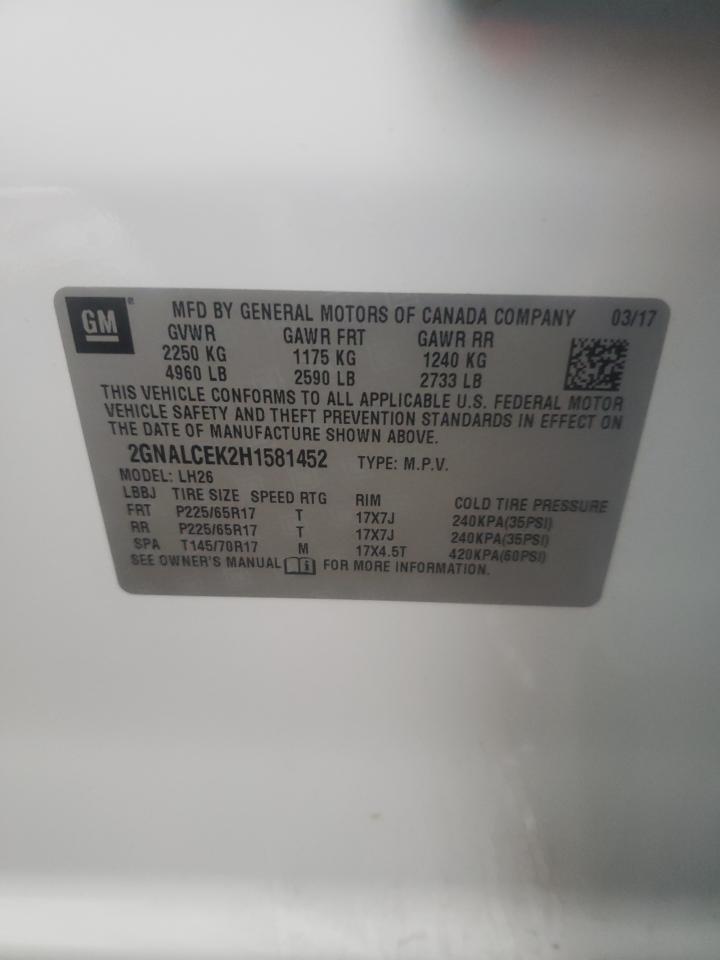 GM® MFD BY GENERAL MOTORS OF CANADA COMPANY 03/17
GVWR GAWR FRT GAWR RR
2250 KG 1175 KG 1240 KG
4960 LB 2590 LB 2733 LB
THIS VEHICLE CONFORMS TO ALL APPLICABLE U.S. FEDERAL MOTOR
VEHICLE SAFETY AND THEFT PREVENTION STANDARDS IN EFFECT ON
THE DATE OF MANUFACTURE SHOWN ABOVE.
2GNALCEK2H1581452 TYPE: M.P.V.
MODEL: LH26
LBBJ TIRE SIZE SPEED RTG RIM COLD TIRE PRESSURE
FRT P225/65R17 T 17X7J 240KPA(35PSI)
RR P225/65R17 T 17X7J 240KPA(35PSI)
SPA T145/70R17 M 17X4.5T 420KPA(60PSI)
SEE OWNER'S MANUAL FOR MORE INFORMATION.